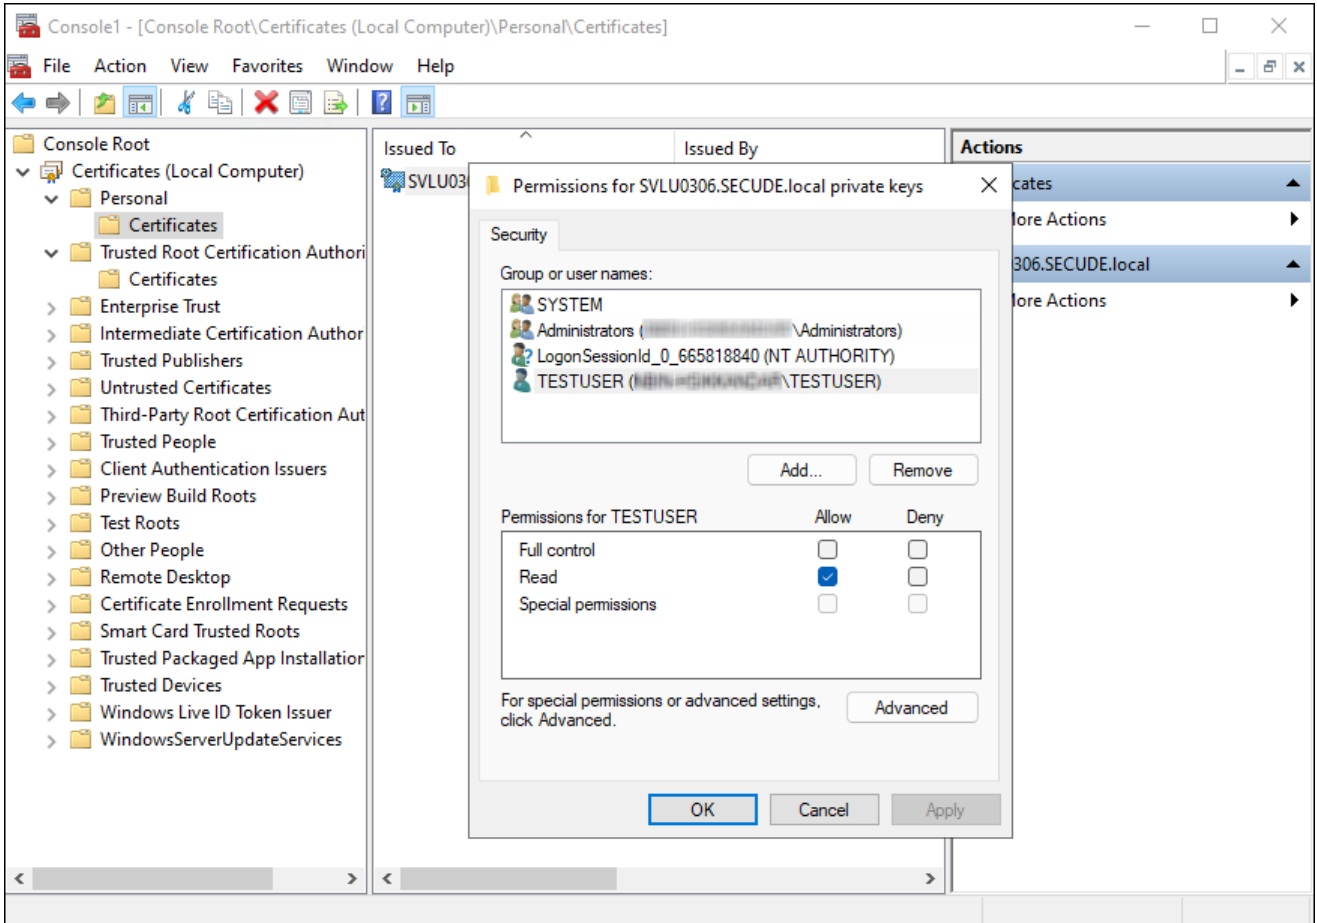 Console1 - [Console Root\Certificates (Local Computer)\Personal\Certificates]
File Action View Favorites Window Help
Console Root
Certificates (Local Computer)
Personal
Certificates
Trusted Root Certification Authori
Certificates
Enterprise Trust
Intermediate Certification Author
Trusted Publishers
Untrusted Certificates
Third-Party Root Certification Aut
Trusted People
Client Authentication Issuers
Preview Build Roots
Test Roots
Other People
Remote Desktop
Certificate Enrollment Requests
Smart Card Trusted Roots
Trusted Packaged App Installation
Trusted Devices
Windows Live ID Token Issuer
WindowsServerUpdateServices
Issued To Issued By
SVLU030
Permissions for SVLU0306.SECUDE.local private keys
Security
Group or user names:
SYSTEM
Administrators ( \Administrators)
LogonSessionId_0_665818840 (NT AUTHORITY)
TESTUSER ( \TESTUSER)
Add... Remove
Permissions for TESTUSER Allow Deny
Full control
Read
Special permissions
For special permissions or advanced settings,
click Advanced.
Advanced
OK Cancel Apply
Actions
cates
More Actions
0306.SECUDE.local
More Actions